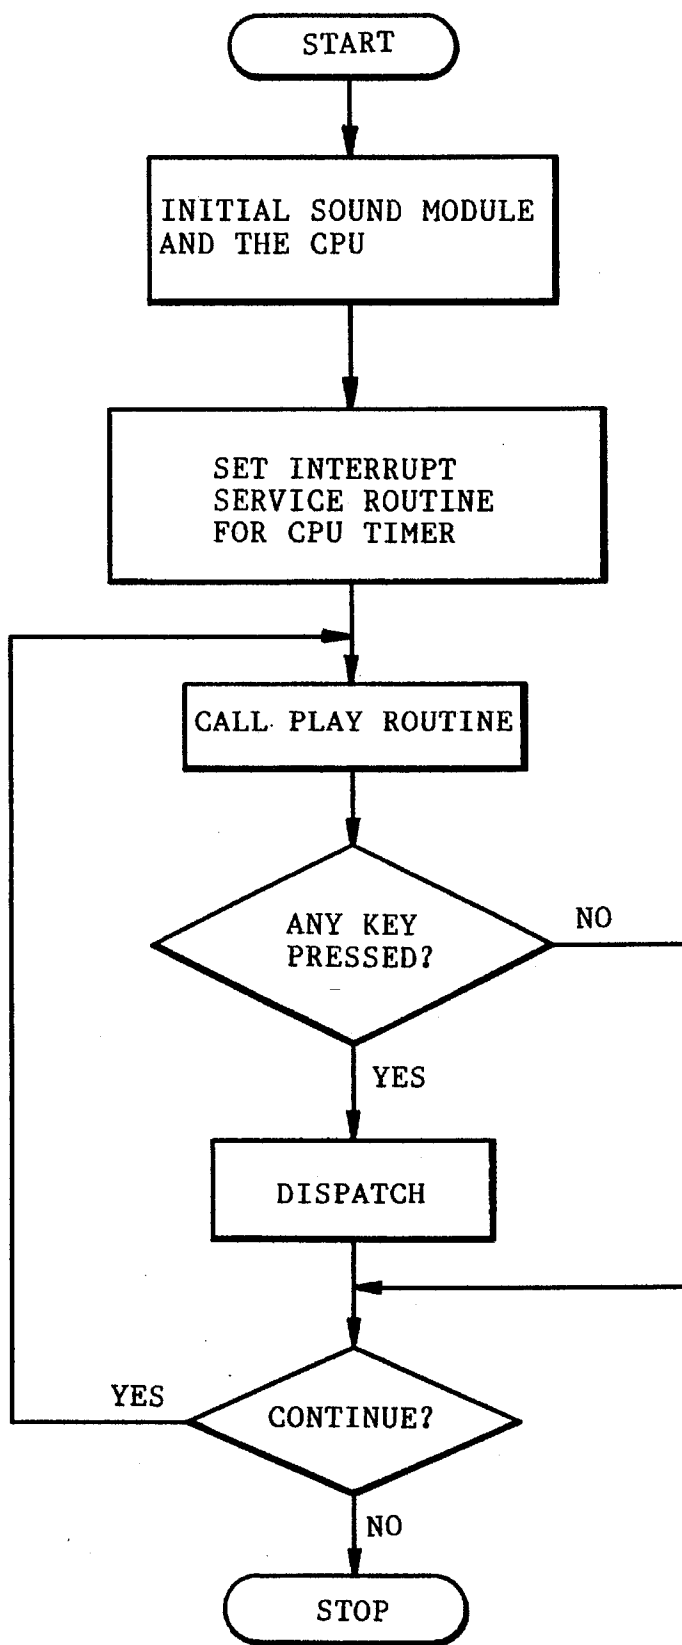 START
INITIAL SOUND MODULE
AND THE CPU
SET INTERRUPT
SERVICE ROUTINE
FOR CPU TIMER
CALL PLAY ROUTINE
ANY KEY
PRESSED?
NO
YES
DISPATCH
YES
CONTINUE?
NO
STOP